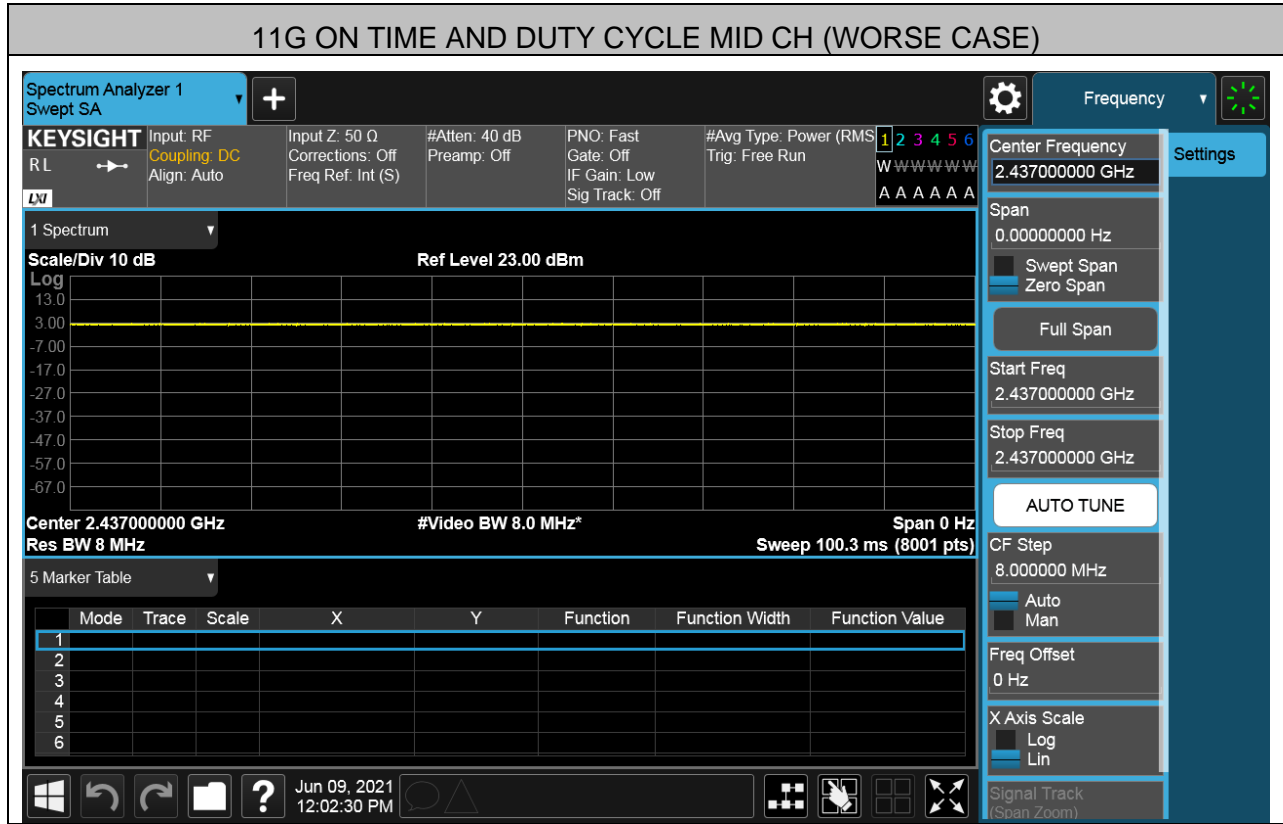 11G ON TIME AND DUTY CYCLE MID CH (WORSE CASE)
Spectrum Analyzer 1
Swept SA
Frequency
KEYSIGHT
R L
LXI
Input: RF
Coupling: DC
Align: Auto
Input Z: 50 Ω
Corrections: Off
Freq Ref: Int (S)
#Atten: 40 dB
Preamp: Off
PNO: Fast
Gate: Off
IF Gain: Low
Sig Track: Off
#Avg Type: Power (RMS
Trig: Free Run
1 2 3 4 5 6
W W W W W W
A A A A A A
1 Spectrum
Scale/Div 10 dB
Ref Level 23.00 dBm
Log
13.0
3.00
-7.00
-17.0
-27.0
-37.0
-47.0
-57.0
-67.0
Center 2.437000000 GHz
#Video BW 8.0 MHz*
Span 0 Hz
Res BW 8 MHz
Sweep 100.3 ms (8001 pts)
5 Marker Table
Mode Trace Scale X Y Function Function Width Function Value
1
2
3
4
5
6
Jun 09, 2021
12:02:30 PM
Center Frequency
2.437000000 GHz
Settings
Span
0.00000000 Hz
Swept Span
Zero Span
Full Span
Start Freq
2.437000000 GHz
Stop Freq
2.437000000 GHz
AUTO TUNE
CF Step
8.000000 MHz
Auto
Man
Freq Offset
0 Hz
X Axis Scale
Log
Lin
Signal Track
(Span Zoom)